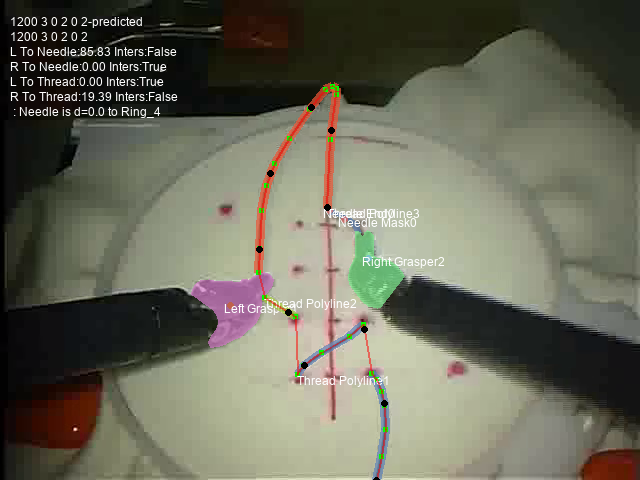 1200 3 0 2 0 2-predicted
1200 3 0 2 0 2
L To Needle:85.83 Inters:False
R To Needle:0.00 Inters:True
L To Thread:0.00 Inters:True
R To Thread:19.39 Inters:False
: Needle is d=0.0 to Ring_4
Polyline3
Needle Mask0
Right Grasper2
Left Grasp
Thread Polyline2
Thread Polyline1